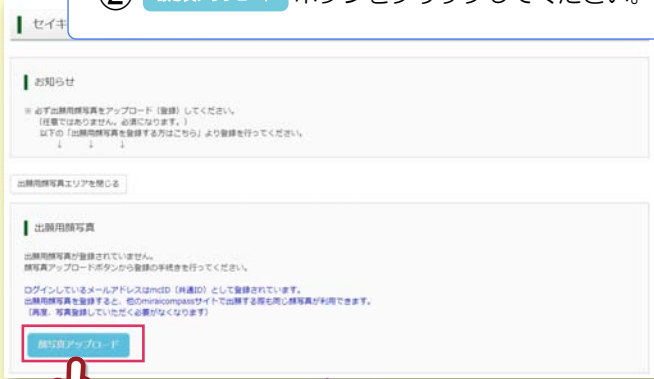 ② 顔写真アップロード ボタンをクリックしてください。
セイキ
お知らせ
※ 必ず出願用顔写真をアップロード（登録）してください。
（任意ではありません。必須になります。）
以下の「出願用顔写真を登録する方はこちら」より登録を行ってください。
↓ ↓ ↓
出願用顔写真エリアを閉じる
出願用顔写真
出願用顔写真が登録されていません。
顔写真アップロードボタンから登録の手続きを行ってください。
ログインしているメールアドレスはmcID（共通ID）として登録されています。
出願用顔写真を登録すると、他のmiraicompassサイトで出願する際も同じ顔写真が利用できます。
（再度、写真登録していただく必要がなくなります）
顔写真アップロード